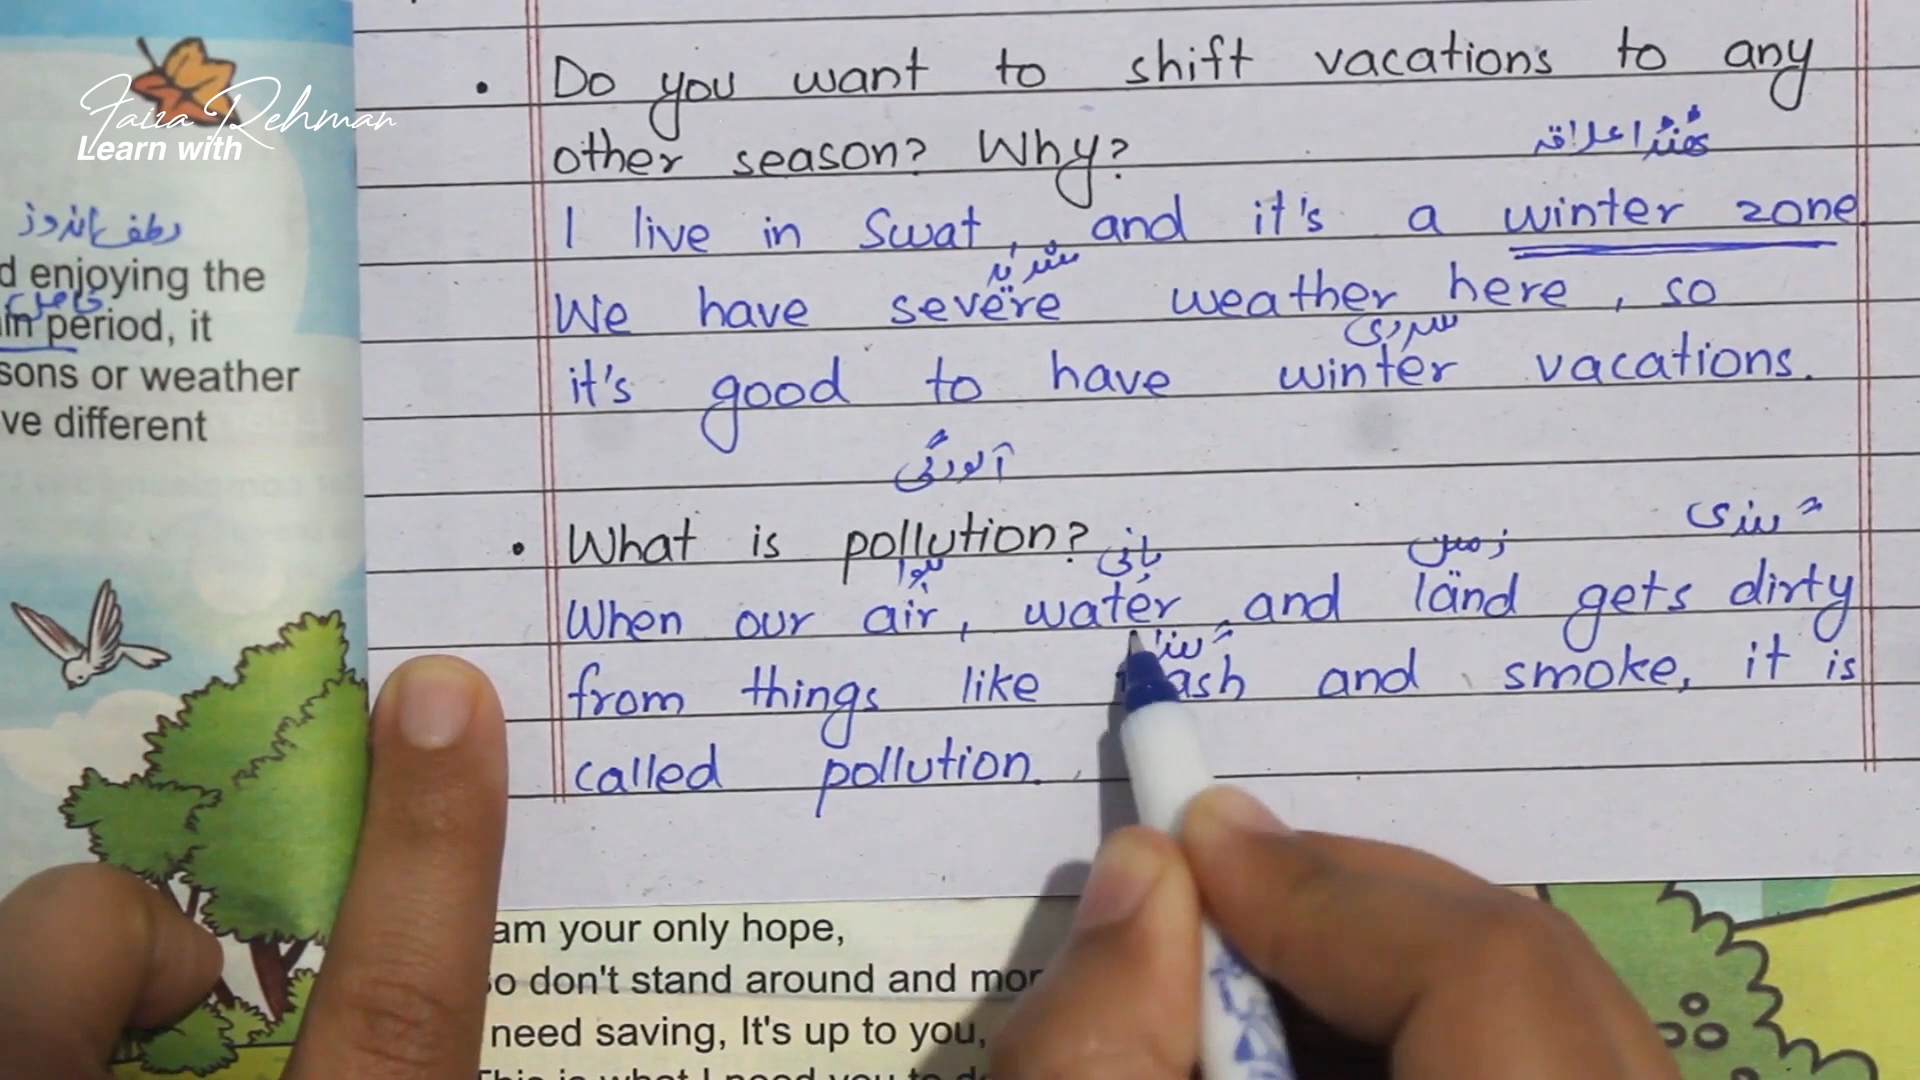 Faiza Rehman
Learn with
d enjoying the
period, it
sons or weather
ve different
Do you want to shift vacations to any
other season? Why?
ٹھنڈا علاقہ
I live in Swat, and it's a winter zone
شدید
We have severe weather here, so
سردی
it's good to have winter vacations.
آلودگی
What is pollution?
ہوا پانی زمین گندی
When our air, water, and land gets dirty
from things like and smoke, it is
called pollution.
am your only hope,
so don't stand around and mor
need saving, It's up to you,